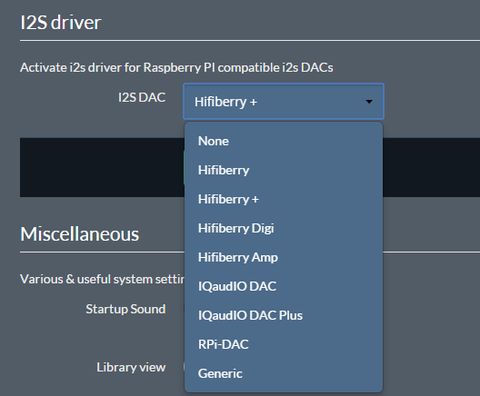 I2S driver
Activate i2s driver for Raspberry PI compatible i2s DACs
I2S DAC
Hifiberry +
None
Hifiberry
Hifiberry +
Hifiberry Digi
Miscellaneous
Hifiberry Amp
Various & useful system settin
IQaudIO DAC
Startup Sound
IQaudIO DAC Plus
RPi-DAC
Library view
Generic